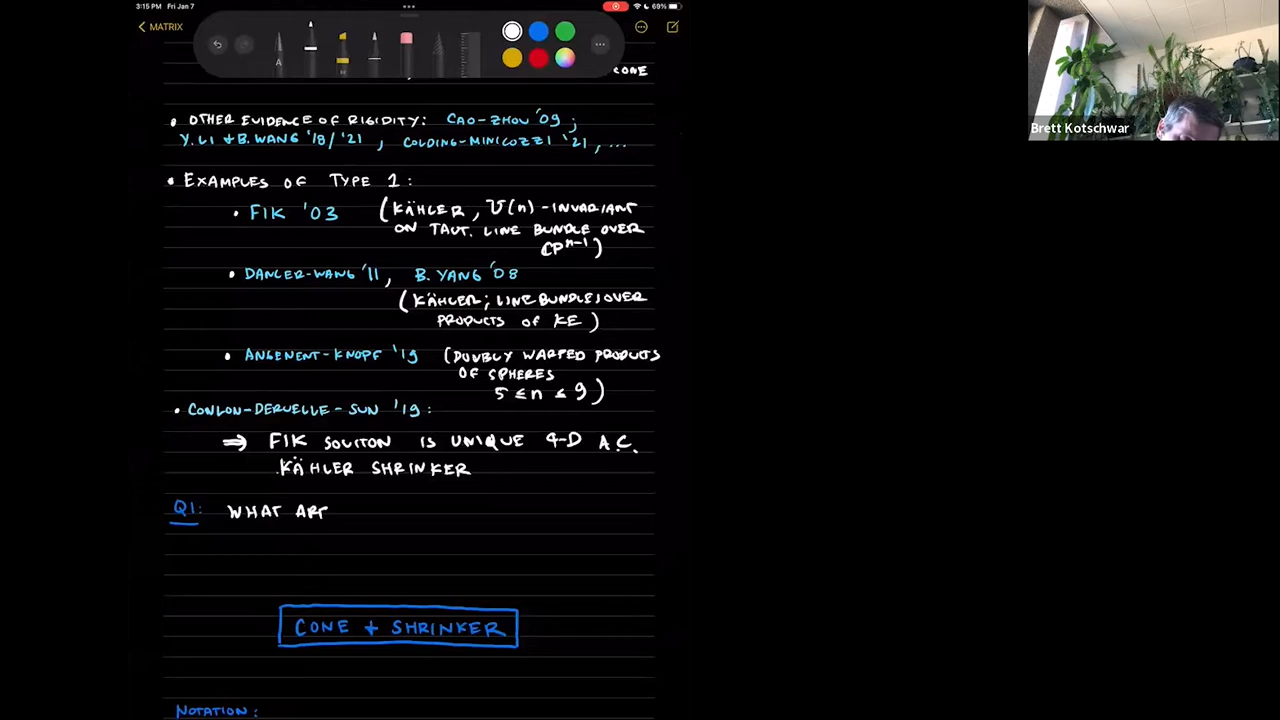 3:15 PM Fri Jan 7
69%
MATRIX
CONE
• OTHER EVIDENCE OF RIGIDITY: CAO-ZHOU '09;
Y. LI + B. WANG '18/'21, COLDING-MINICOZZI '21, ...
• EXAMPLES OF TYPE 1:
• FIK '03 (KÄHLER, U(n)-INVARIANT
ON TAUT. LINE BUNDLE OVER
CP^{n-1})
• DANCER-WANG '11, B. YANG '08
(KÄHLER; LINE BUNDLES OVER
PRODUCTS OF KE)
• ANGENENT-KNOPF '19 (DOUBLY WARPED PRODUCTS
OF SPHERES
5 ≤ n ≤ 9)
• CONLON-DERUELLE-SUN '19:
⇒ FIK SOLITON IS UNIQUE 4-D A.C.
KÄHLER SHRINKER
Q1: WHAT ARE
CONE + SHRINKER
NOTATION:
Brett Kotschwar